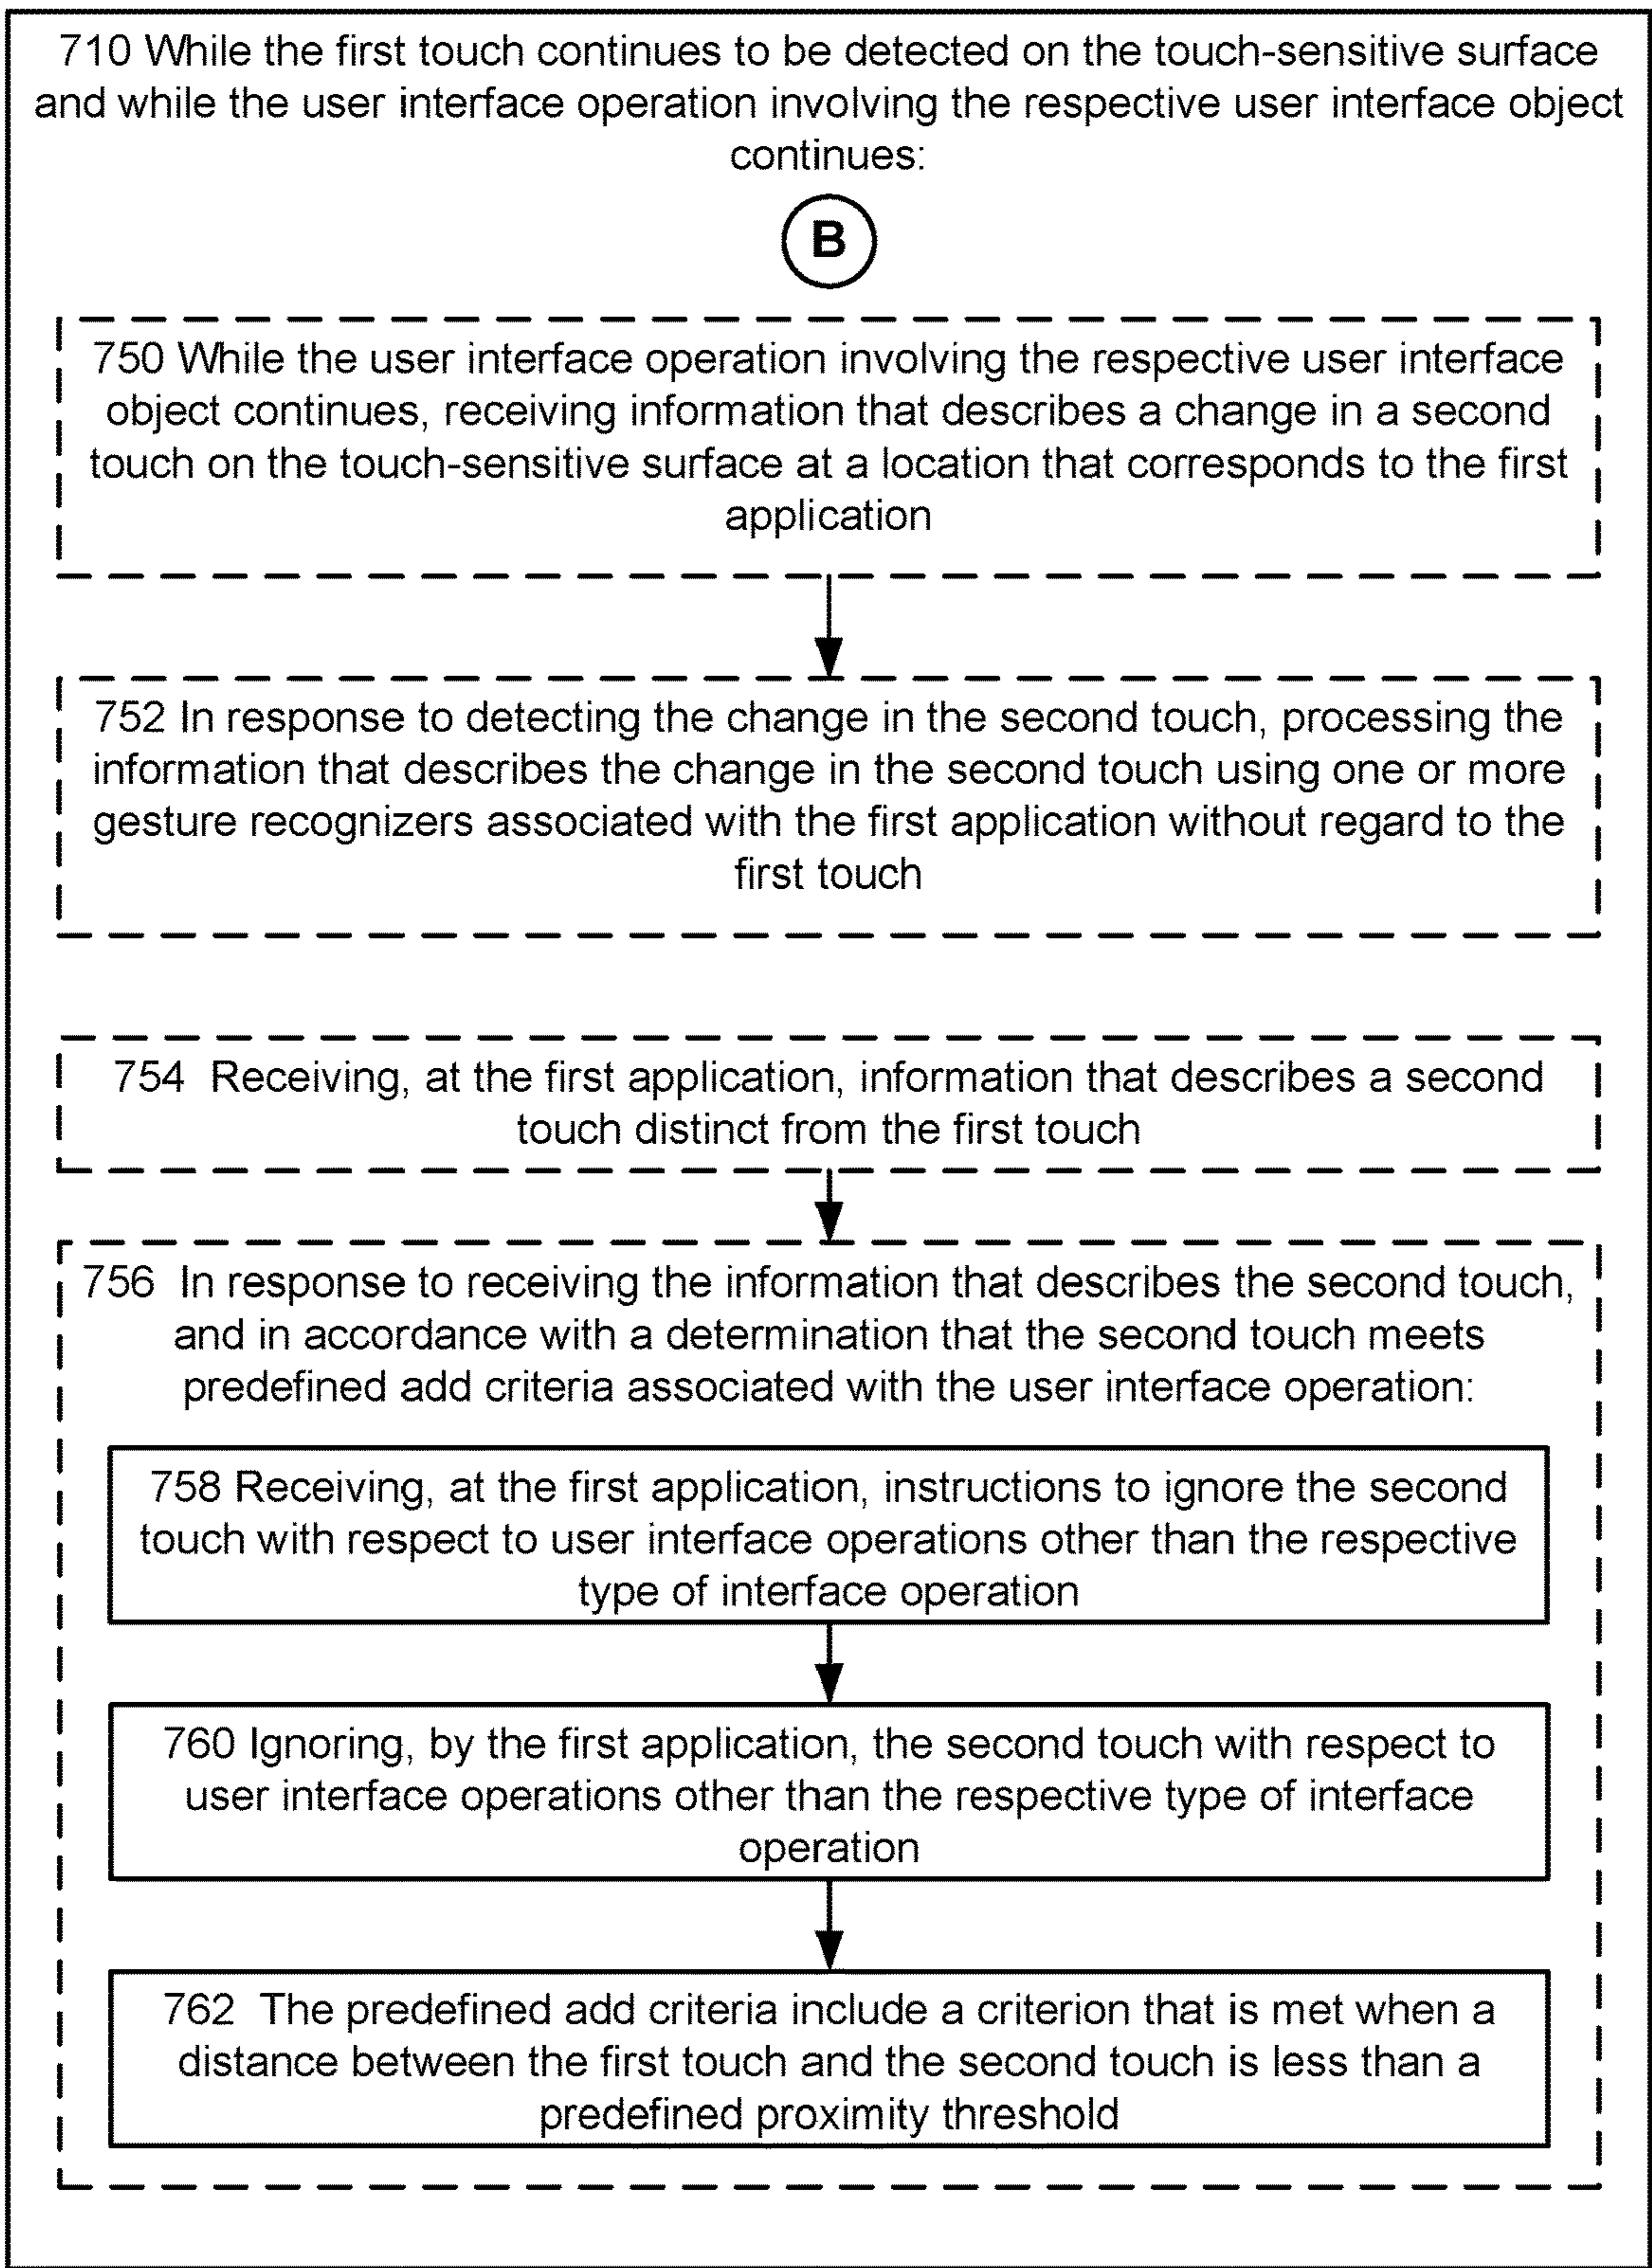 710 While the first touch continues to be detected on the touch-sensitive surface
and while the user interface operation involving the respective user interface object
continues:
B
750 While the user interface operation involving the respective user interface
object continues, receiving information that describes a change in a second
touch on the touch-sensitive surface at a location that corresponds to the first
application
752 In response to detecting the change in the second touch, processing the
information that describes the change in the second touch using one or more
gesture recognizers associated with the first application without regard to the
first touch
754 Receiving, at the first application, information that describes a second
touch distinct from the first touch
756 In response to receiving the information that describes the second touch,
and in accordance with a determination that the second touch meets
predefined add criteria associated with the user interface operation:
758 Receiving, at the first application, instructions to ignore the second
touch with respect to user interface operations other than the respective
type of interface operation
760 Ignoring, by the first application, the second touch with respect to
user interface operations other than the respective type of interface
operation
762 The predefined add criteria include a criterion that is met when a
distance between the first touch and the second touch is less than a
predefined proximity threshold